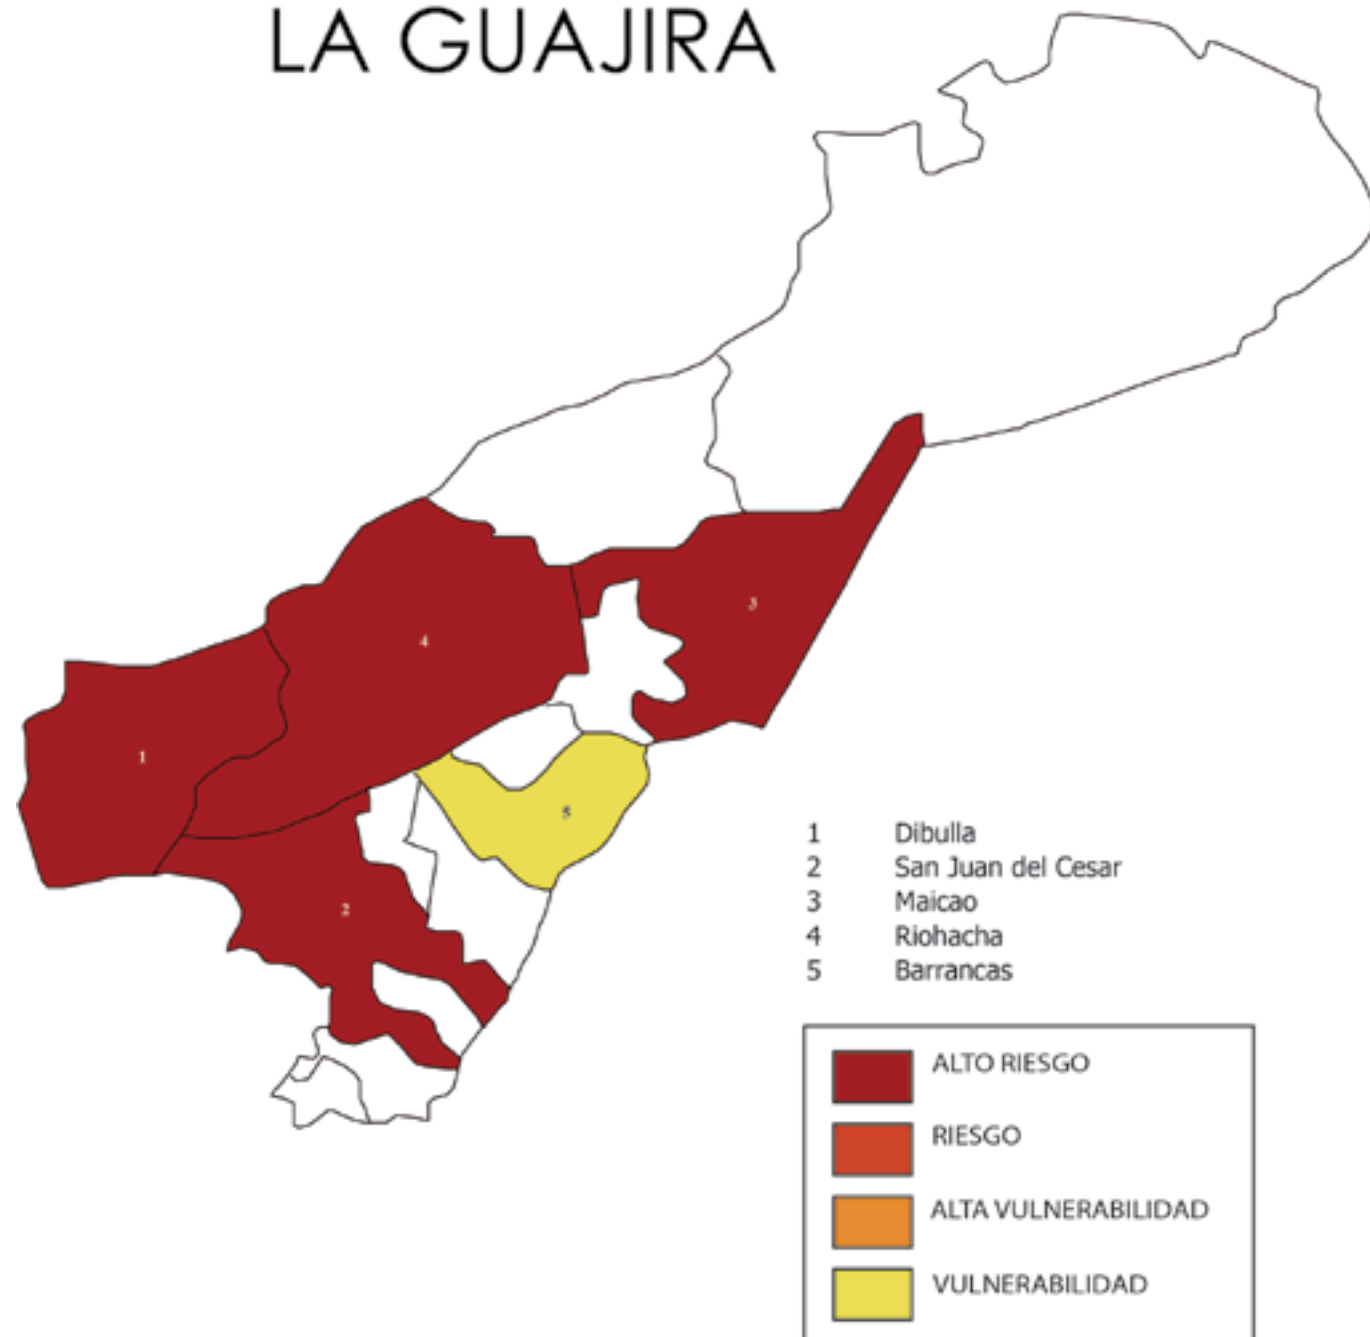 LA GUAJIRA
3
4
1
5
2
1 Dibulla
2 San Juan del Cesar
3 Maicao
4 Riohacha
5 Barrancas
ALTO RIESGO
RIESGO
ALTA VULNERABILIDAD
VULNERABILIDAD